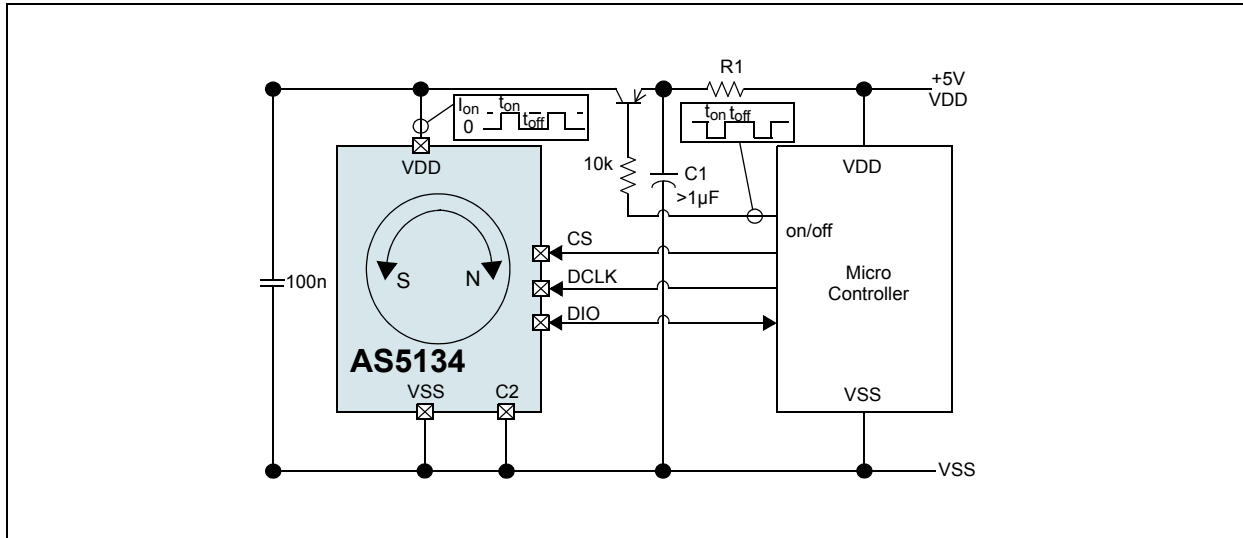 R1
+5V
VDD
Ion
ton
toff
0
ton toff
VDD
10k
C1
>1µF
VDD
on/off
CS
DCLK
DIO
S
N
Micro
Controller
100n
AS5134
VSS
C2
VSS
VSS